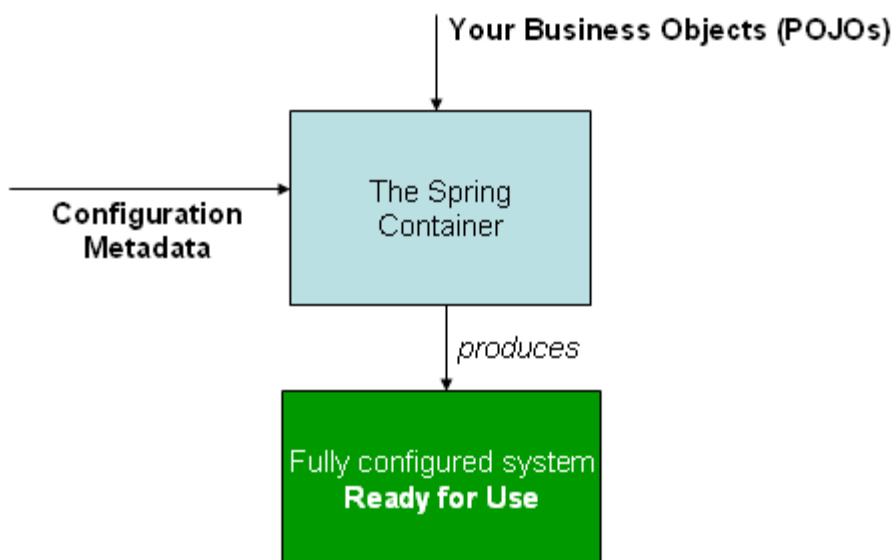 Your Business Objects (POJOs)
The Spring
Container
Configuration
Metadata
produces
Fully configured system
Ready for Use